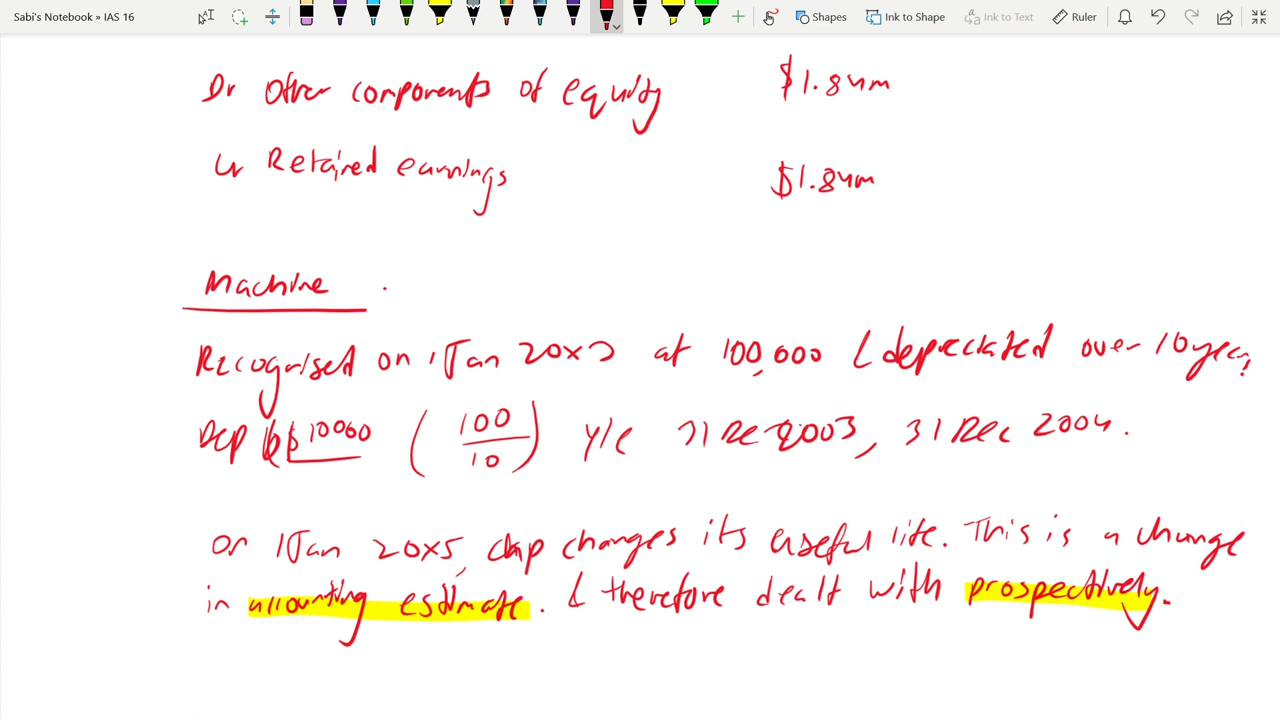 Sabi's Notebook » IAS 16
Shapes
Ink to Shape
Ink to Text
Ruler
Dr Other components of equity $1.84m
Cr Retained earnings $1.84m
Machine
Recognised on 1 Jan 20x3 at 100,000 & depreciated over 10 years
Dep $10000 (100/10) y/e 31 Dec 2003, 31 Dec 2004.
On 1 Jan 20x5, chap changes its useful life. This is a change
in accounting estimate. & therefore dealt with prospectively.